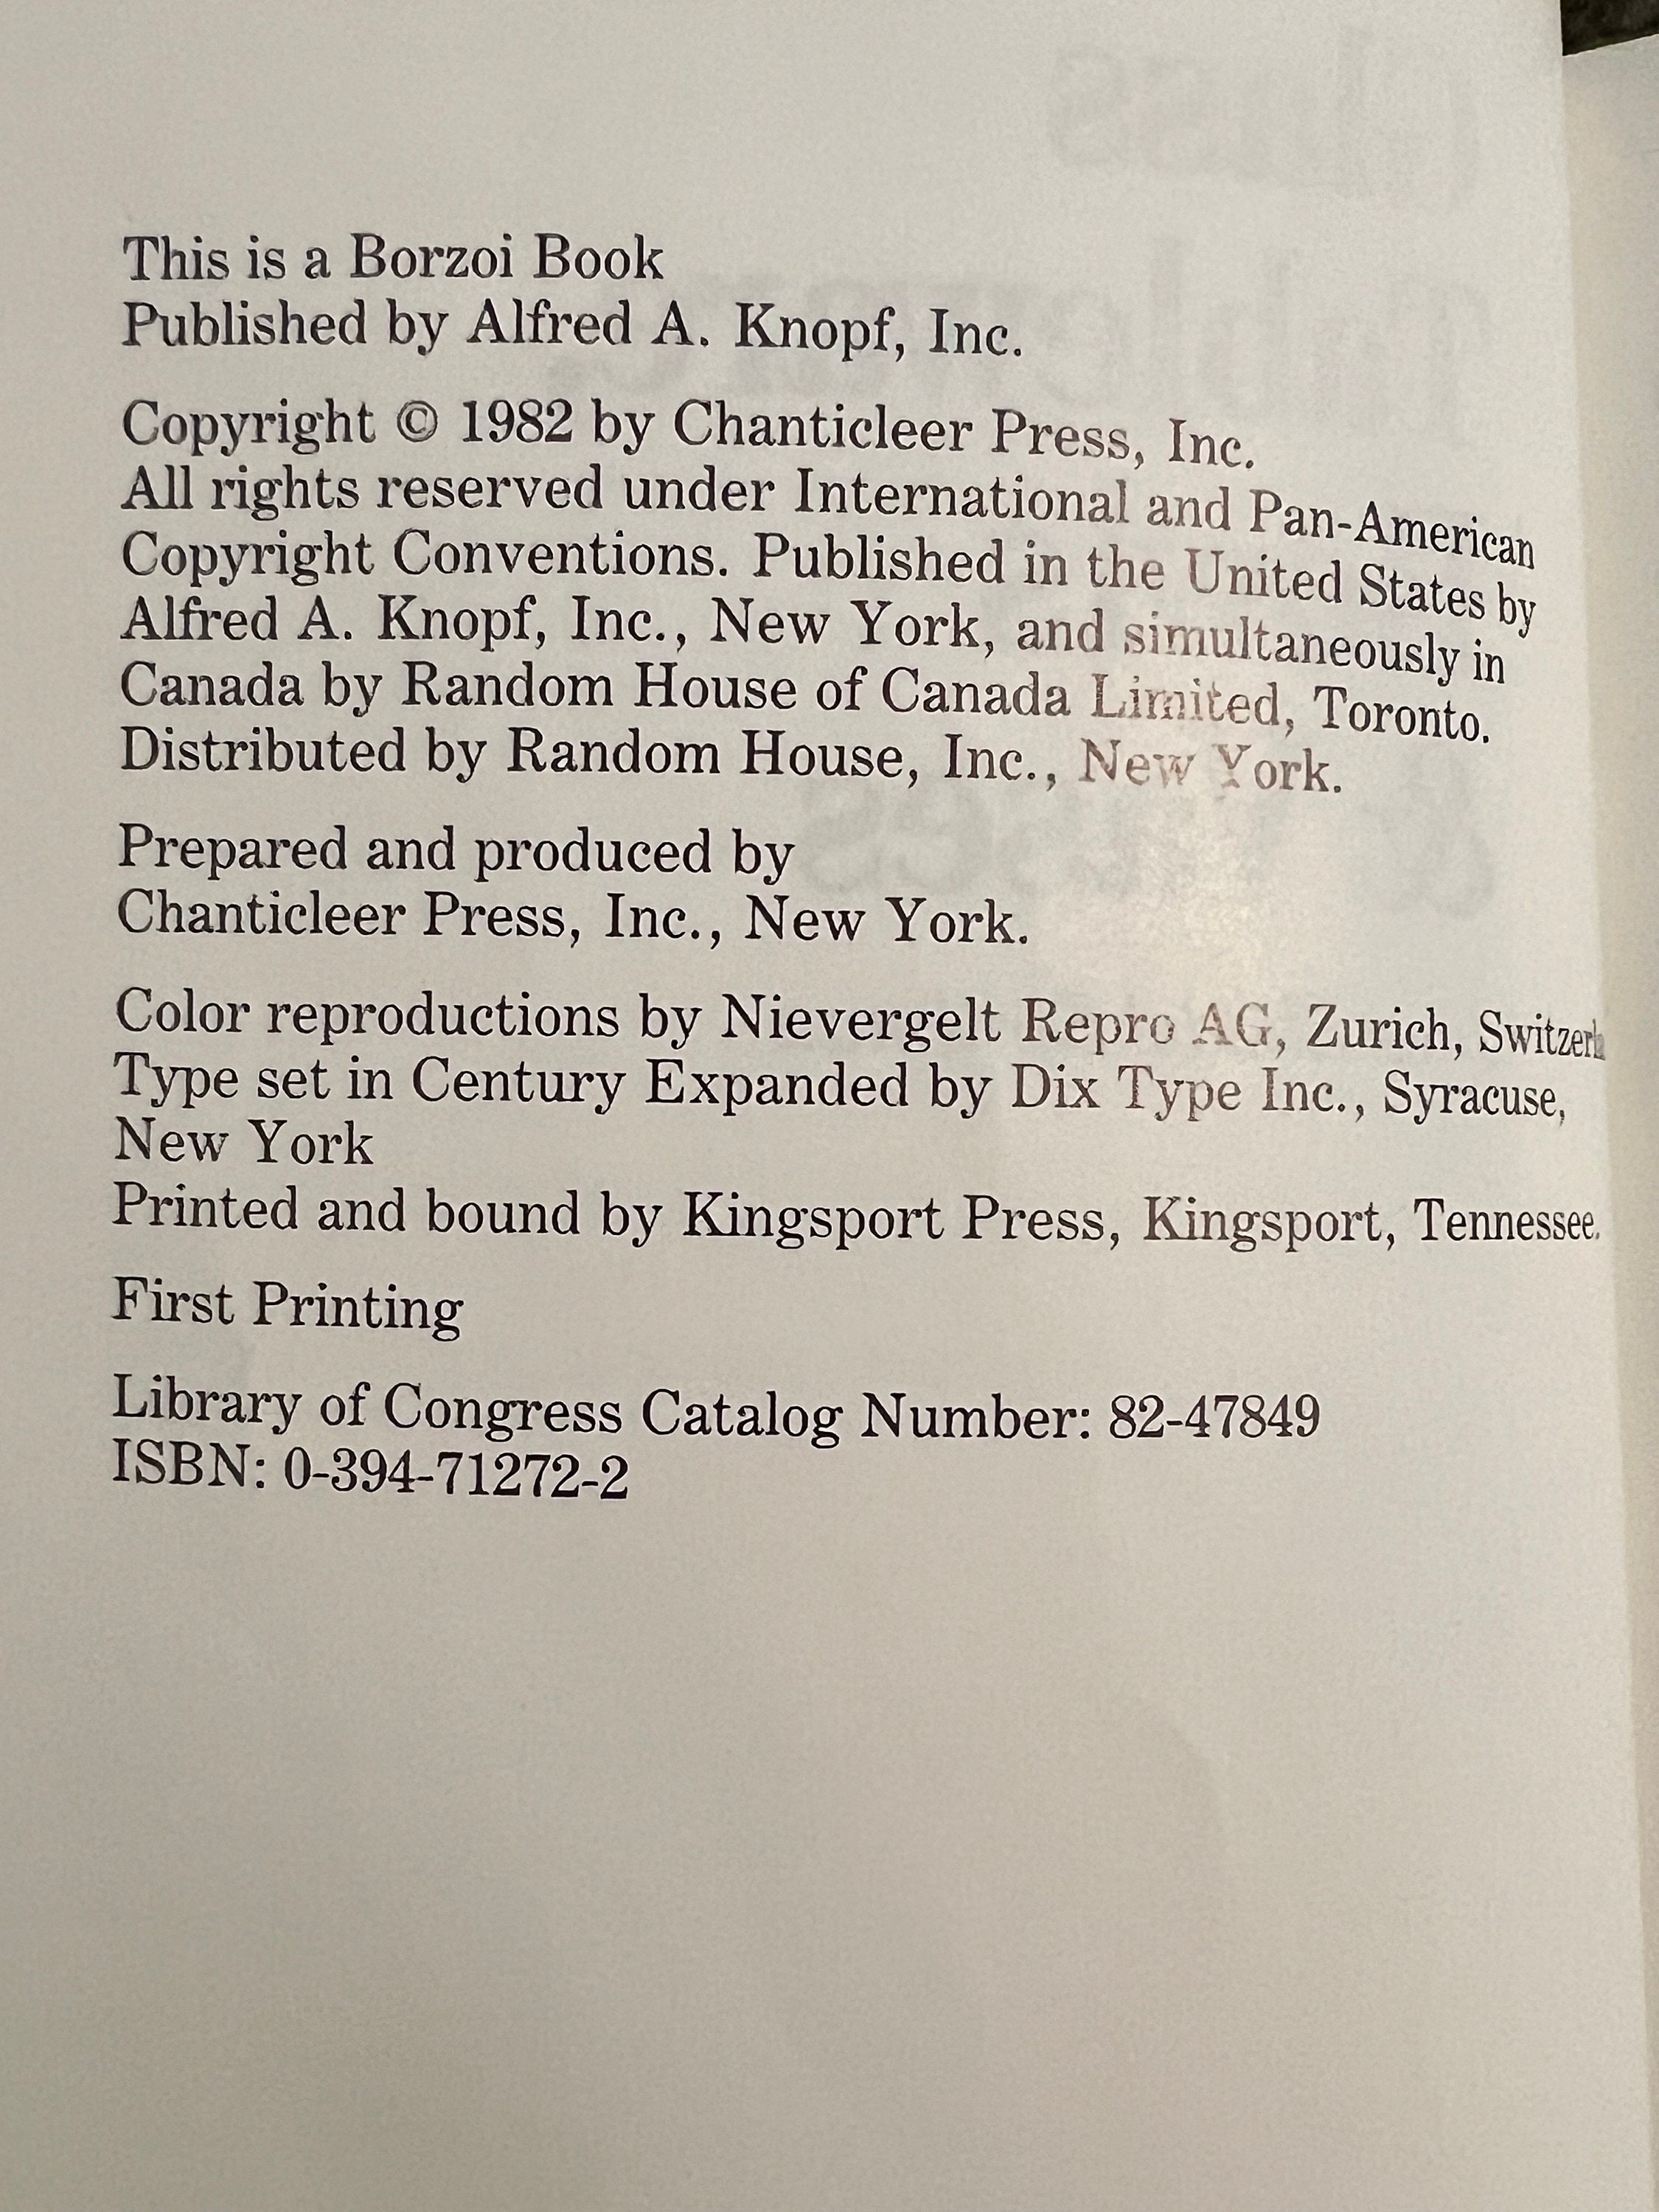 This is a Borzoi Book
Published by Alfred A. Knopf, Inc.
Copyright © 1982 by Chanticleer Press, Inc.
All rights reserved under International and Pan-American
Copyright Conventions. Published in the United States by
Alfred A. Knopf, Inc., New York, and simultaneously in
Canada by Random House of Canada Limited, Toronto.
Distributed by Random House, Inc., New York.
Prepared and produced by
Chanticleer Press, Inc., New York.
Color reproductions by Nievergelt Repro AG, Zurich,
Type set in Century Expanded by Dix Type Inc., Syracuse,
New York
Printed and bound by Kingsport Press, Kingsport, Tennessee.
First Printing
Library of Congress Catalog Number: 82-47849
ISBN: 0-394-71272-2